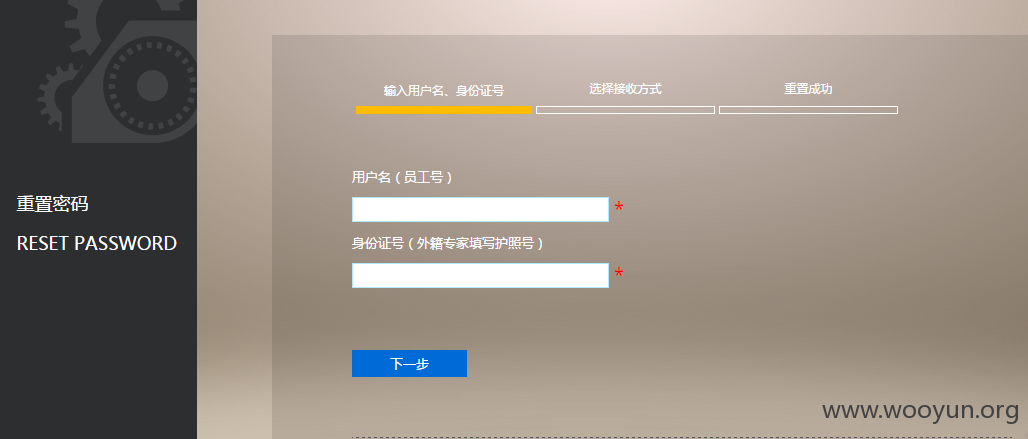 输入用户名、身份证号
选择接收方式
重置成功
用户名（员工号）
*
重置密码
身份证号（外籍专家填写护照号）
*
RESET PASSWORD
下一步
www.wooyun.org